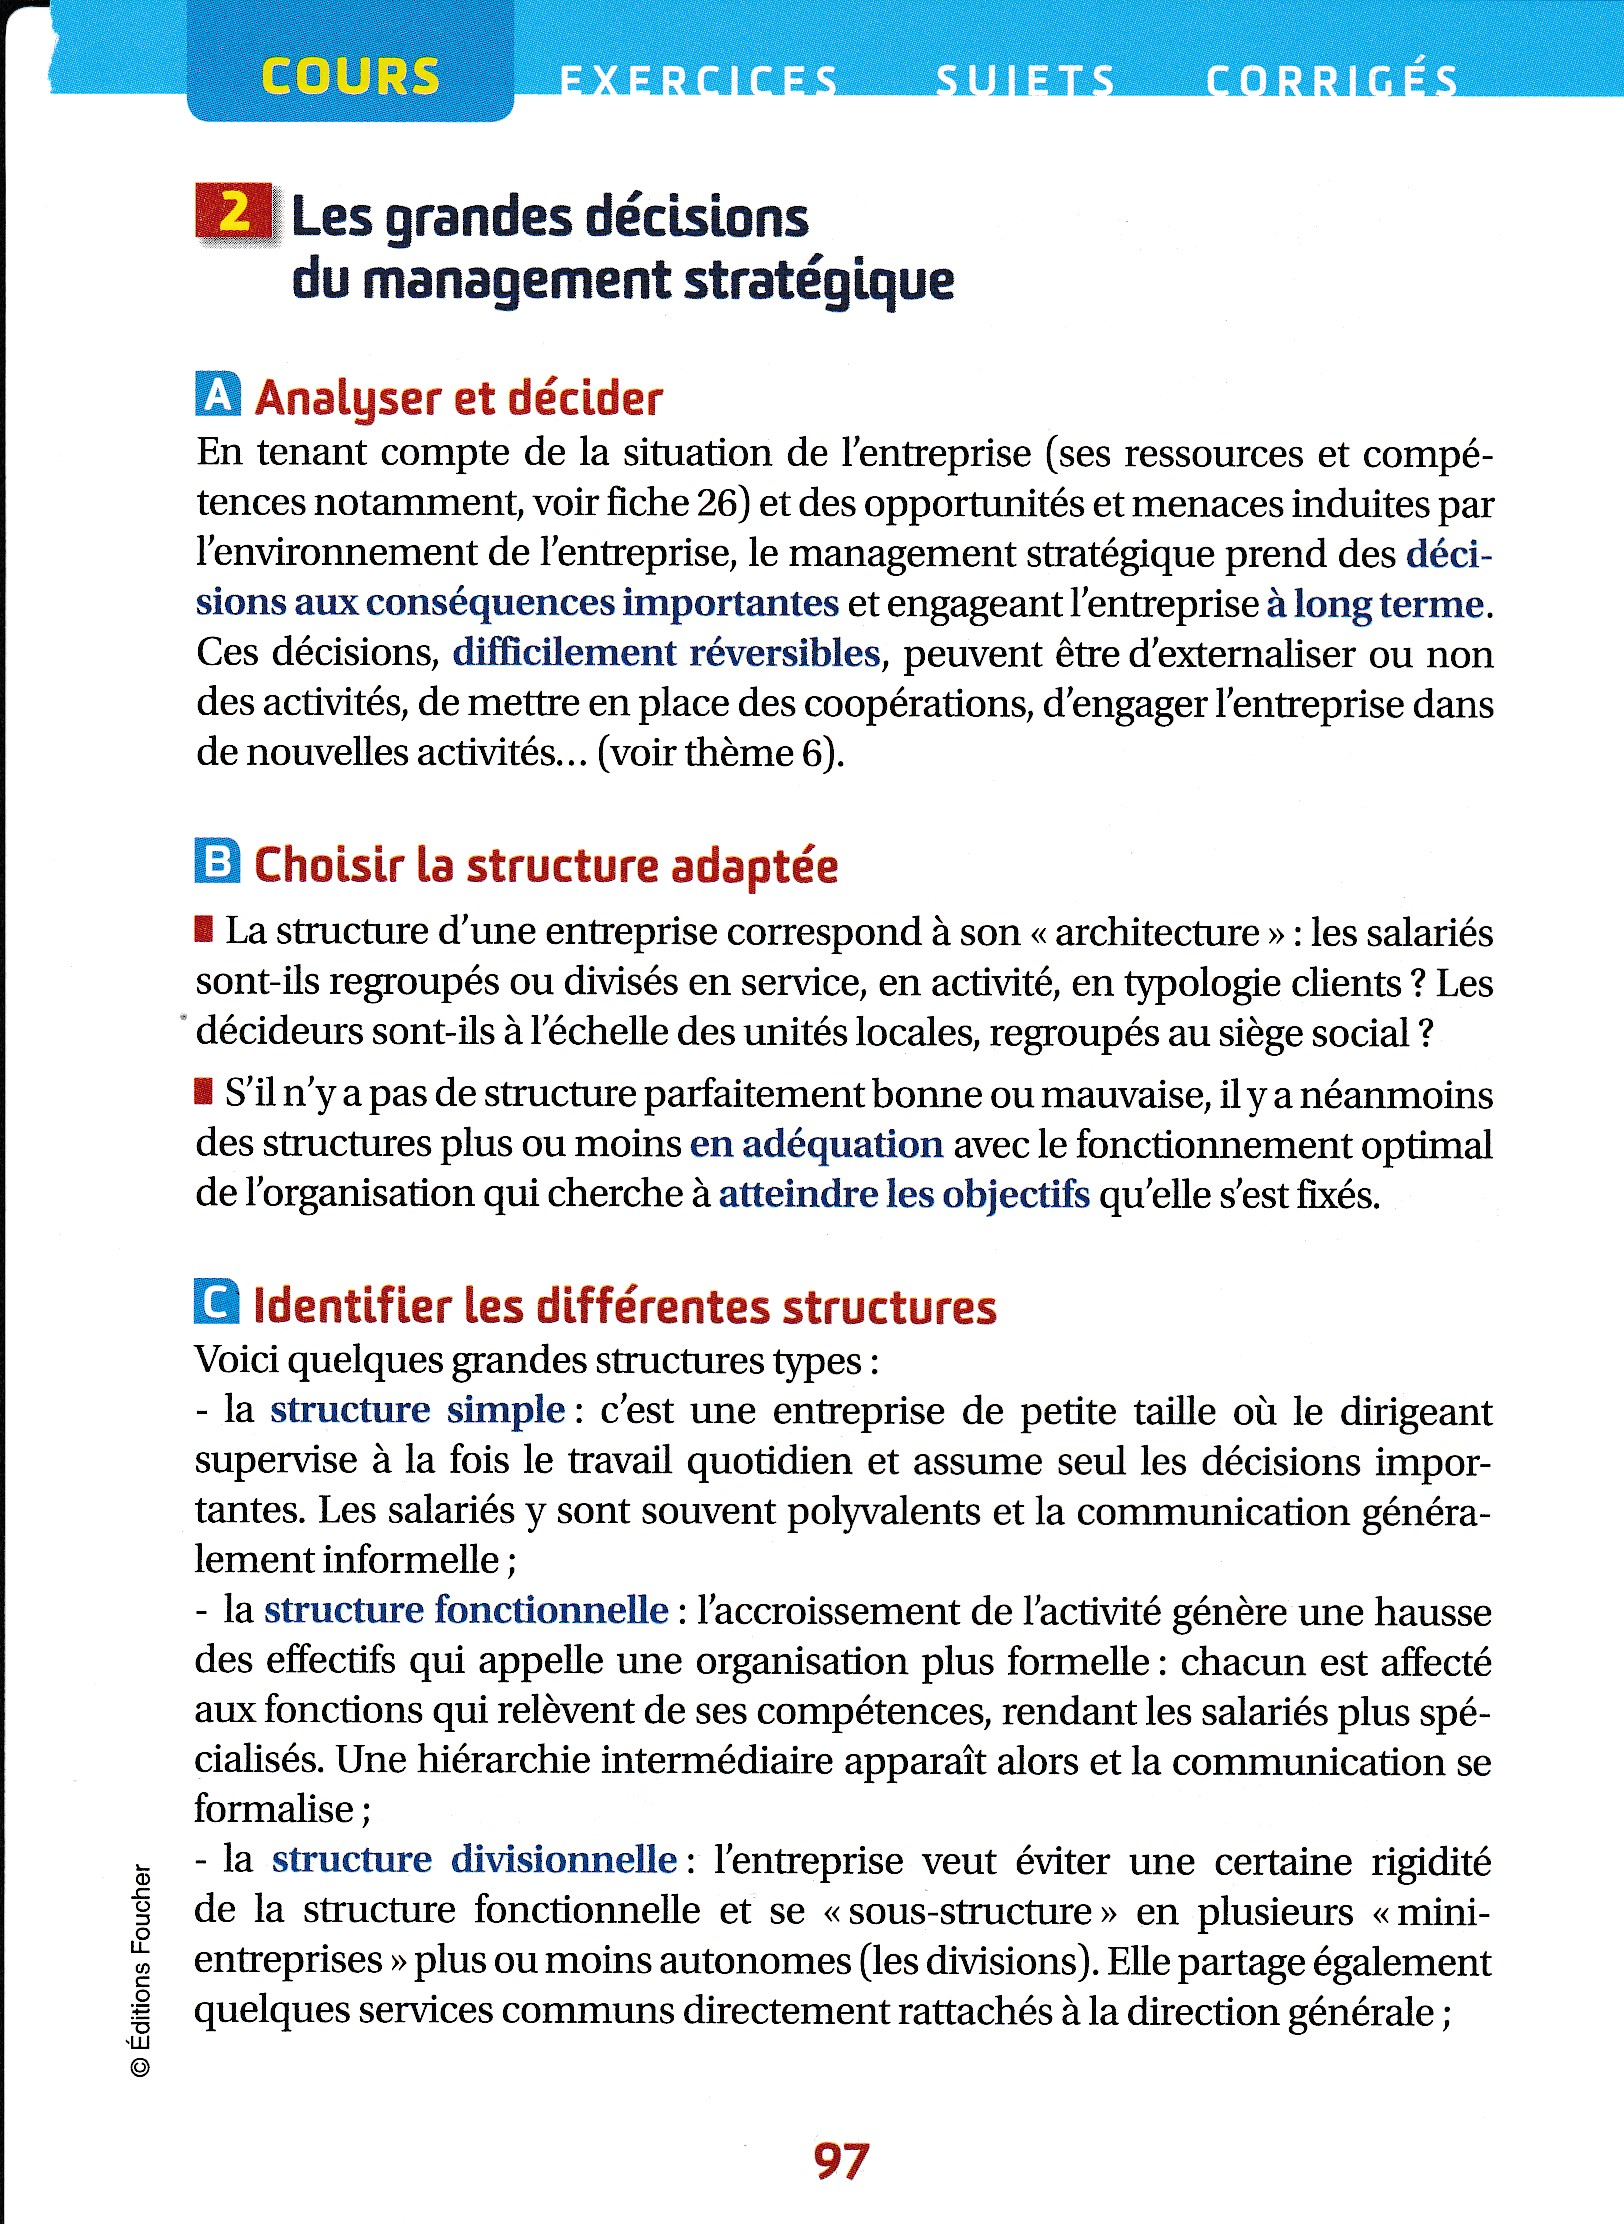 COURS EXERCICES SUJETS CORRIGÉS
2 Les grandes décisions
du management stratégique
A Analyser et décider
En tenant compte de la situation de l'entreprise (ses ressources et compé-
tences notamment, voir fiche 26) et des opportunités et menaces induites par
l'environnement de l'entreprise, le management stratégique prend des déci-
sions aux conséquences importantes et engageant l'entreprise à long terme.
Ces décisions, difficilement réversibles, peuvent être d'externaliser ou non
des activités, de mettre en place des coopérations, d'engager l'entreprise dans
de nouvelles activités... (voir thème 6).
B Choisir la structure adaptée
La structure d'une entreprise correspond à son « architecture » : les salariés
sont-ils regroupés ou divisés en service, en activité, en typologie clients ? Les
décideurs sont-ils à l'échelle des unités locales, regroupés au siège social ?
S'il n'y a pas de structure parfaitement bonne ou mauvaise, il y a néanmoins
des structures plus ou moins en adéquation avec le fonctionnement optimal
de l'organisation qui cherche à atteindre les objectifs qu'elle s'est fixés.
C Identifier les différentes structures
Voici quelques grandes structures types :
- la structure simple : c'est une entreprise de petite taille où le dirigeant
supervise à la fois le travail quotidien et assume seul les décisions impor-
tantes. Les salariés y sont souvent polyvalents et la communication généra-
lement informelle ;
- la structure fonctionnelle : l'accroissement de l'activité génère une hausse
des effectifs qui appelle une organisation plus formelle : chacun est affecté
aux fonctions qui relèvent de ses compétences, rendant les salariés plus spé-
cialisés. Une hiérarchie intermédiaire apparaît alors et la communication se
formalise ;
- la structure divisionnelle : l'entreprise veut éviter une certaine rigidité
de la structure fonctionnelle et se « sous-structure » en plusieurs « mini-
entreprises » plus ou moins autonomes (les divisions). Elle partage également
quelques services communs directement rattachés à la direction générale ;
© Éditions Foucher
97